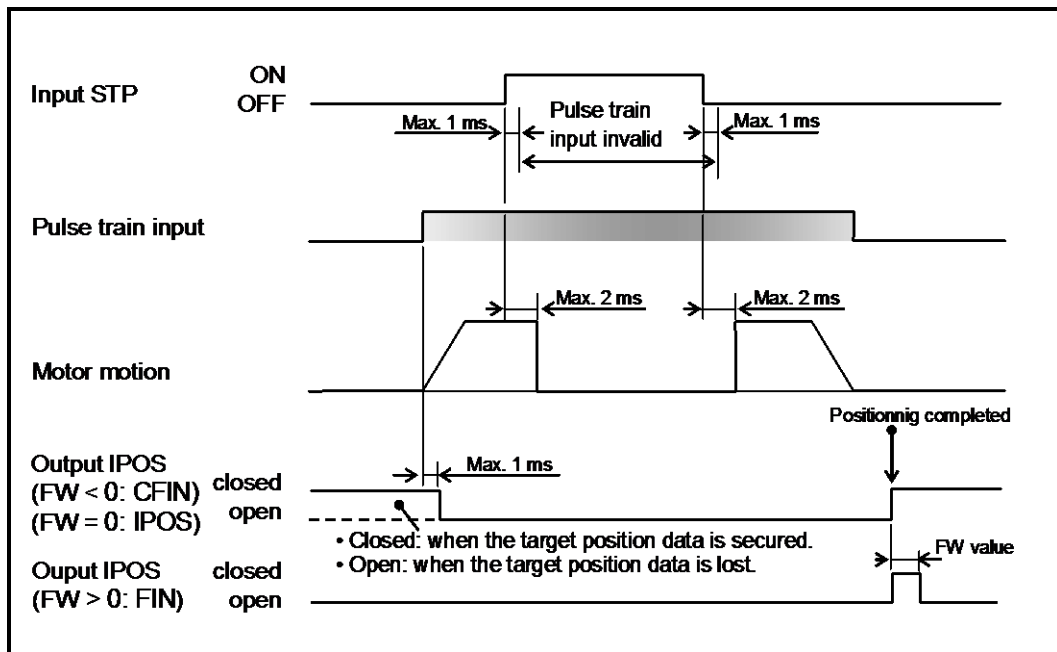 Input STP
ON
OFF
Max. 1 ms
Pulse train
input invalid
Max. 1 ms
Pulse train input
Max. 2 ms
Max. 2 ms
Motor motion
Positionnig completed
Output IPOS
(FW < 0: CFIN)
(FW = 0: IPOS)
closed
open
Max. 1 ms
• Closed: when the target position data is secured.
• Open: when the target position data is lost.
FW value
Ouput IPOS
(FW > 0: FIN)
closed
open